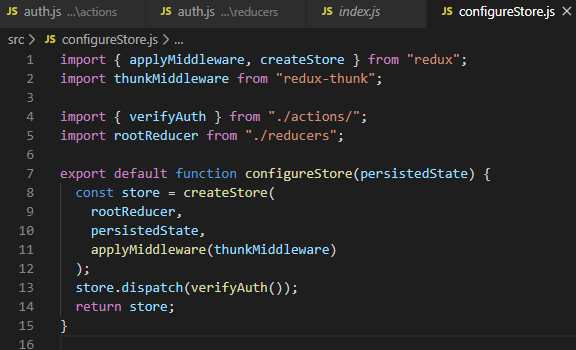 JS auth.js ...\actions JS auth.js ...\reducers JS index.js JS configureStore.js ×
src > JS configureStore.js > ...
1 import { applyMiddleware, createStore } from "redux";
2 import thunkMiddleware from "redux-thunk";
3
4 import { verifyAuth } from "./actions/";
5 import rootReducer from "./reducers";
6
7 export default function configureStore(persistedState) {
8   const store = createStore(
9     rootReducer,
10     persistedState,
11     applyMiddleware(thunkMiddleware)
12   );
13   store.dispatch(verifyAuth());
14   return store;
15 }
16